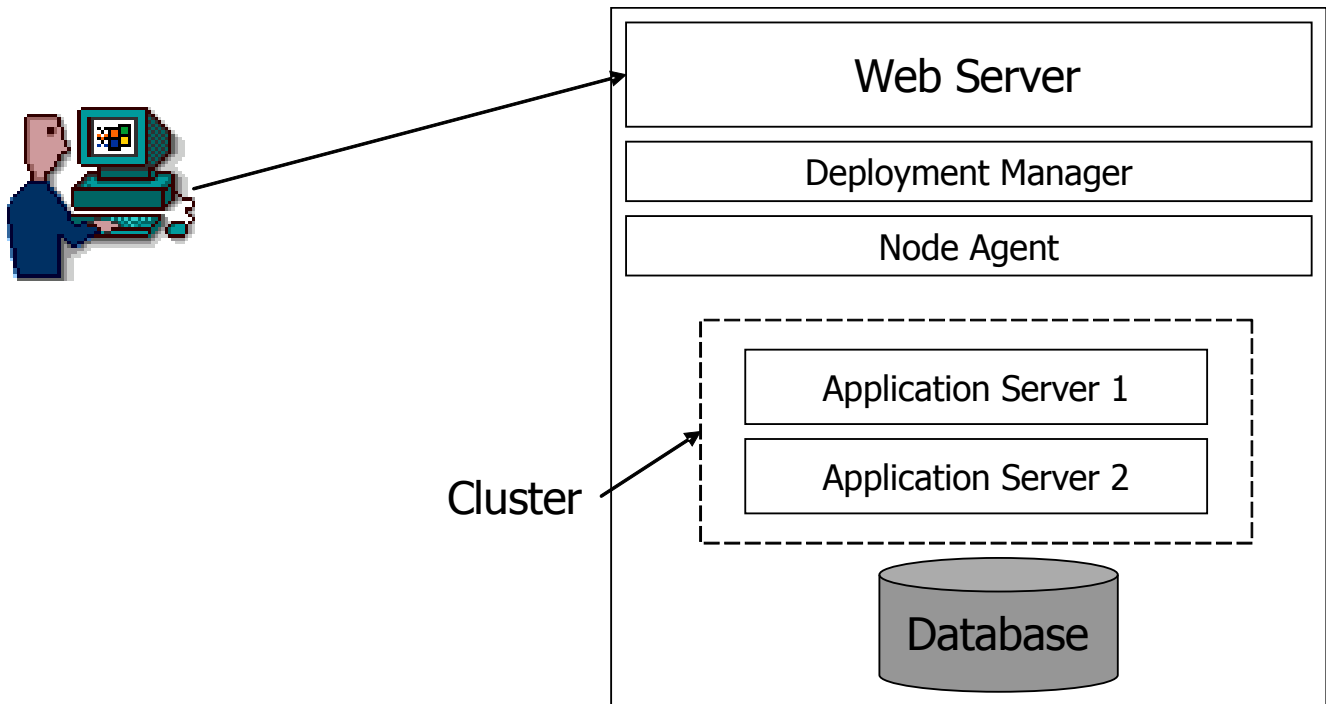 Web Server
Deployment Manager
Node Agent
Application Server 1
Application Server 2
Cluster
Database